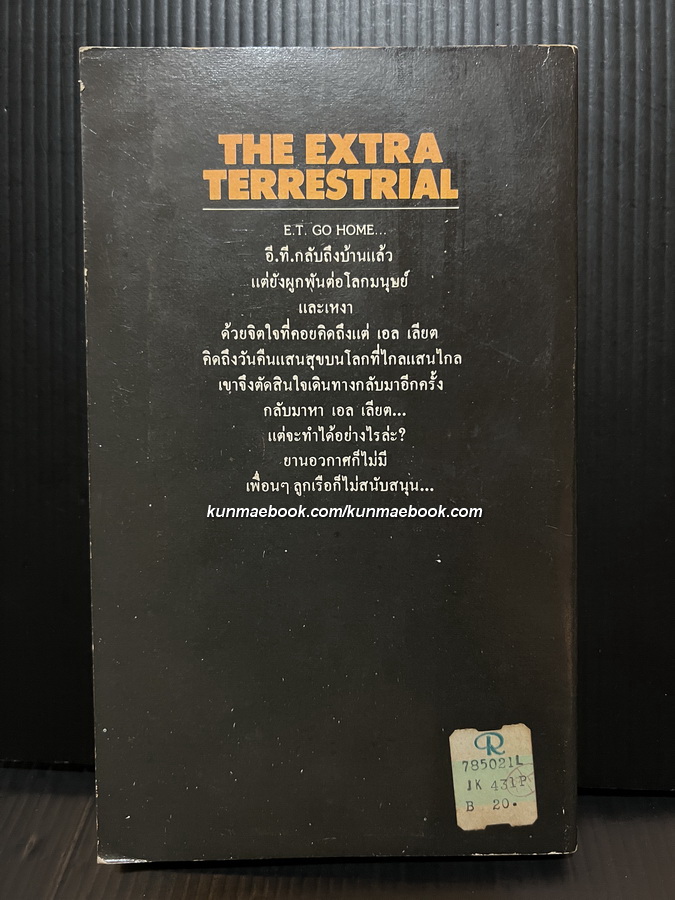 THE EXTRA
TERRESTRIAL
E.T. GO HOME...
อี.ที.กลับถึงบ้านแล้ว
แต่ยังผูกพันต่อโลกมนุษย์
และเหงา
ด้วยจิตใจที่คอยคิดถึงแต่ เอล เลียต
คิดถึงวันคืนแสนสุขบนโลกที่ไกลแสนไกล
เขาจึงตัดสินใจเดินทางกลับมาอีกครั้ง
กลับมาหา เอล เลียต...
แต่จะทำได้อย่างไรล่ะ?
ยานอวกาศก็ไม่มี
เพื่อนๆ ลูกเรือก็ไม่สนับสนุน...
kunmaebook.com/kunmaebook.com
R
785021L
JK 431P
B 20.